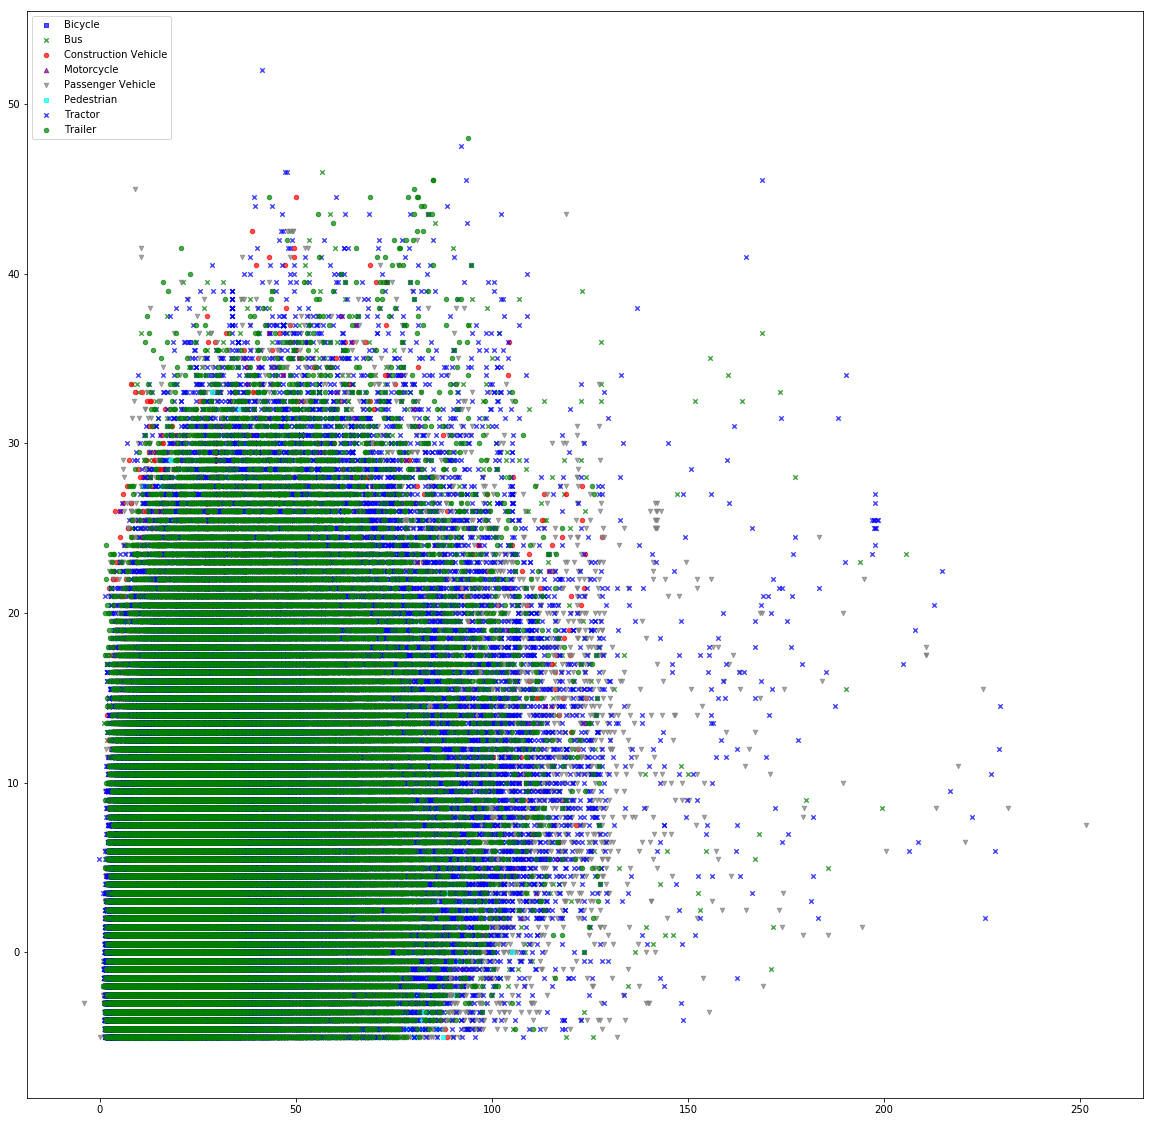 Bicycle
Bus
Construction Vehicle
Motorcycle
Passenger Vehicle
Pedestrian
Tractor
Trailer
50
40
30
20
10
0
0 50 100 150 200 250